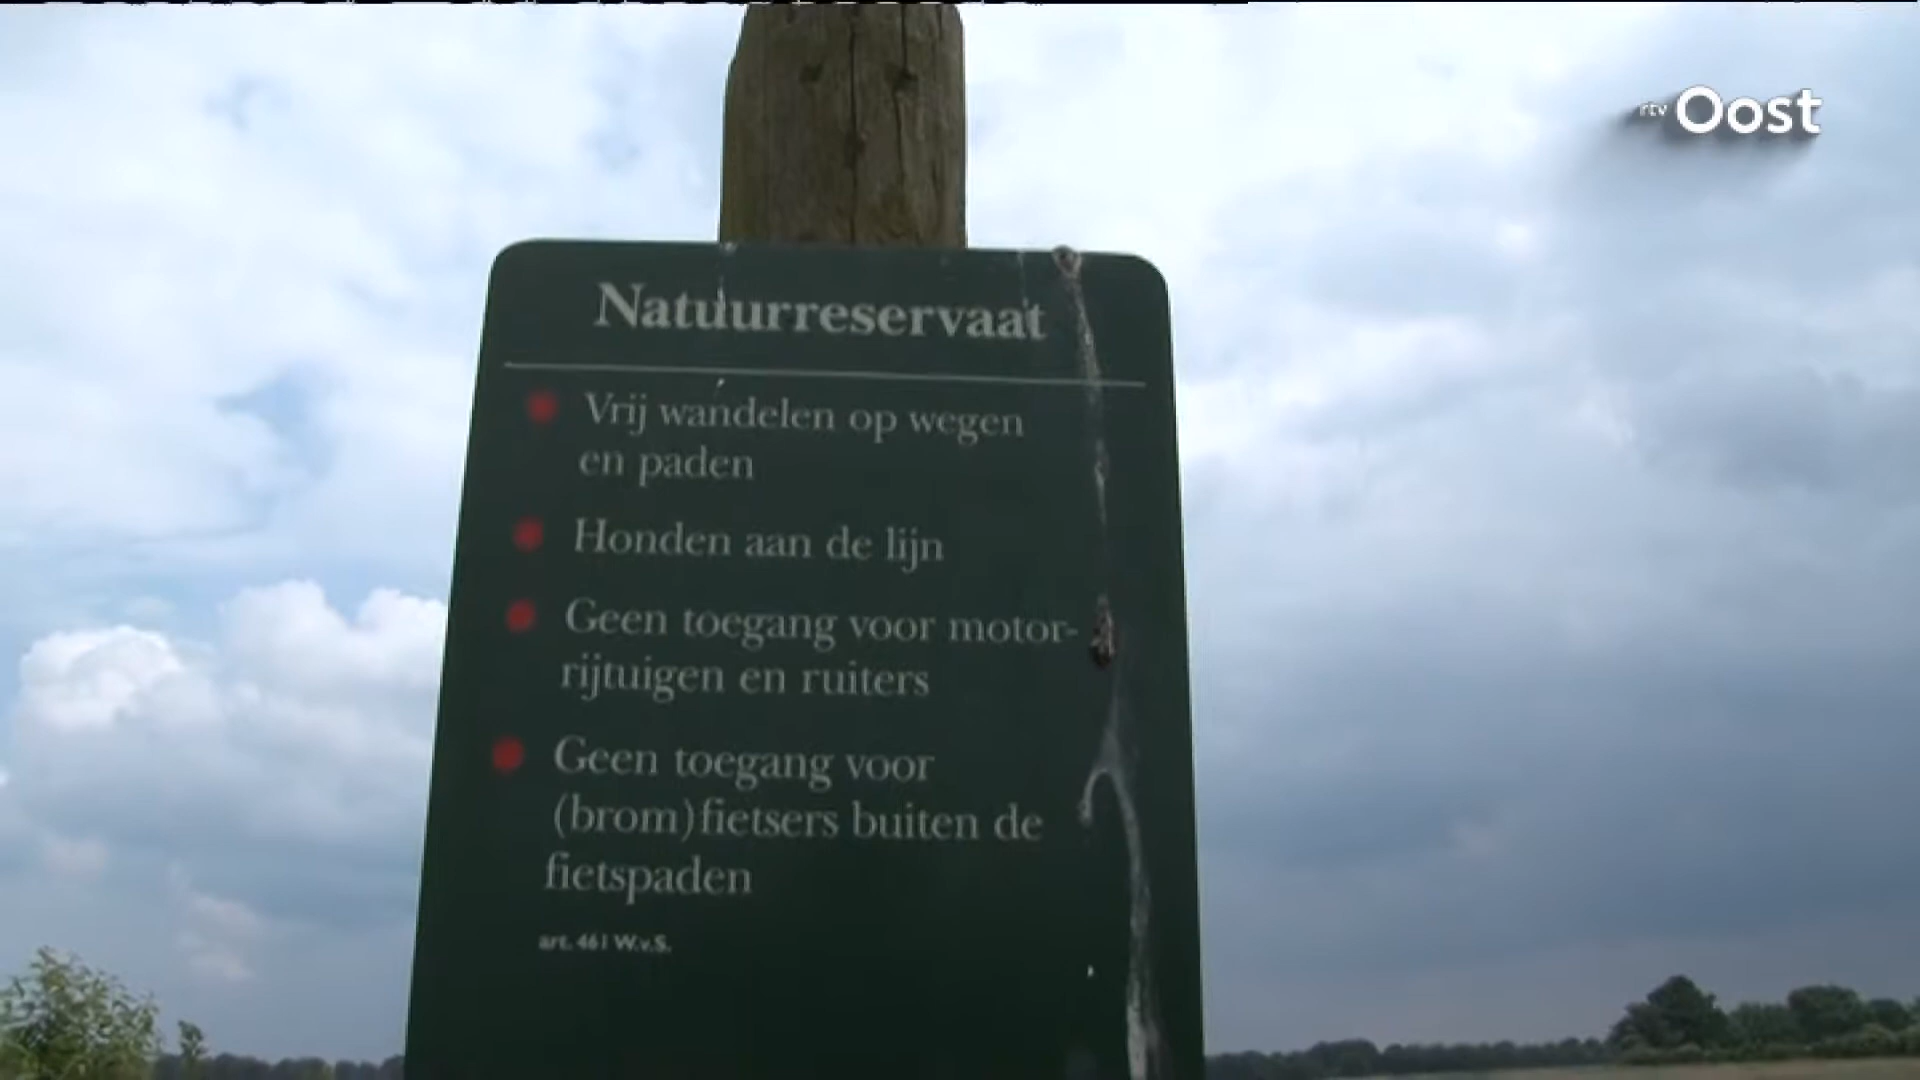 rtv Oost
Natuurreservaat
Vrij wandelen op wegen
en paden
Honden aan de lijn
Geen toegang voor motor-
rijtuigen en ruiters
Geen toegang voor
(brom)fietsers buiten de
fietspaden
art. 461 W.v.S.